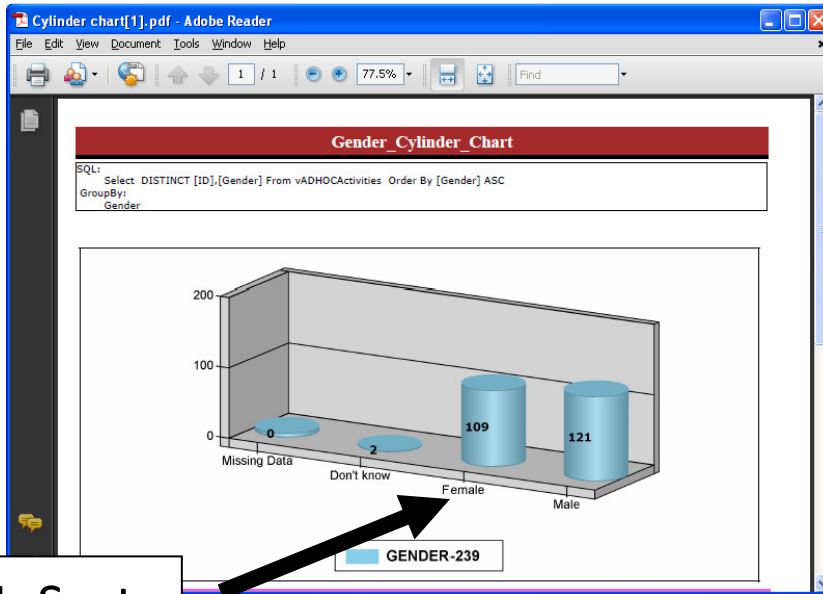 Cylinder chart[1].pdf - Adobe Reader
File Edit View Document Tools Window Help
1 / 1 77.5% Find
Gender_Cylinder_Chart
SQL:
Select DISTINCT [ID],[Gender] From vADHOCActivities Order By [Gender] ASC
GroupBy:
Gender
200
100
0
0
2
109
121
Missing Data
Don't know
Female
Male
GENDER-239